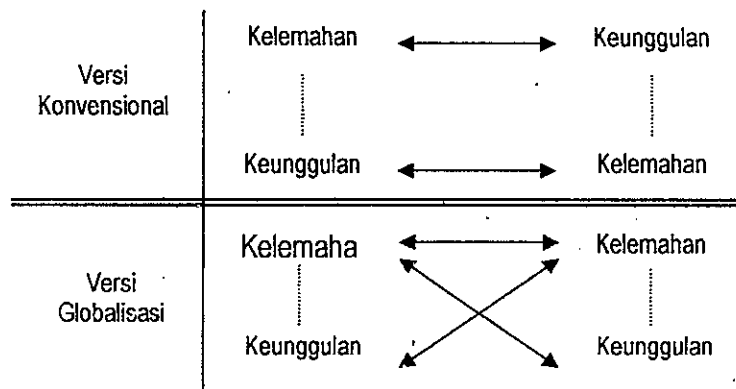 Kelemahan Keunggulan
Versi
Konvensional
Keunggulan Kelemahan
Kelemaha Kelemahan
Versi
Globalisasi
Keunggulan Keunggulan